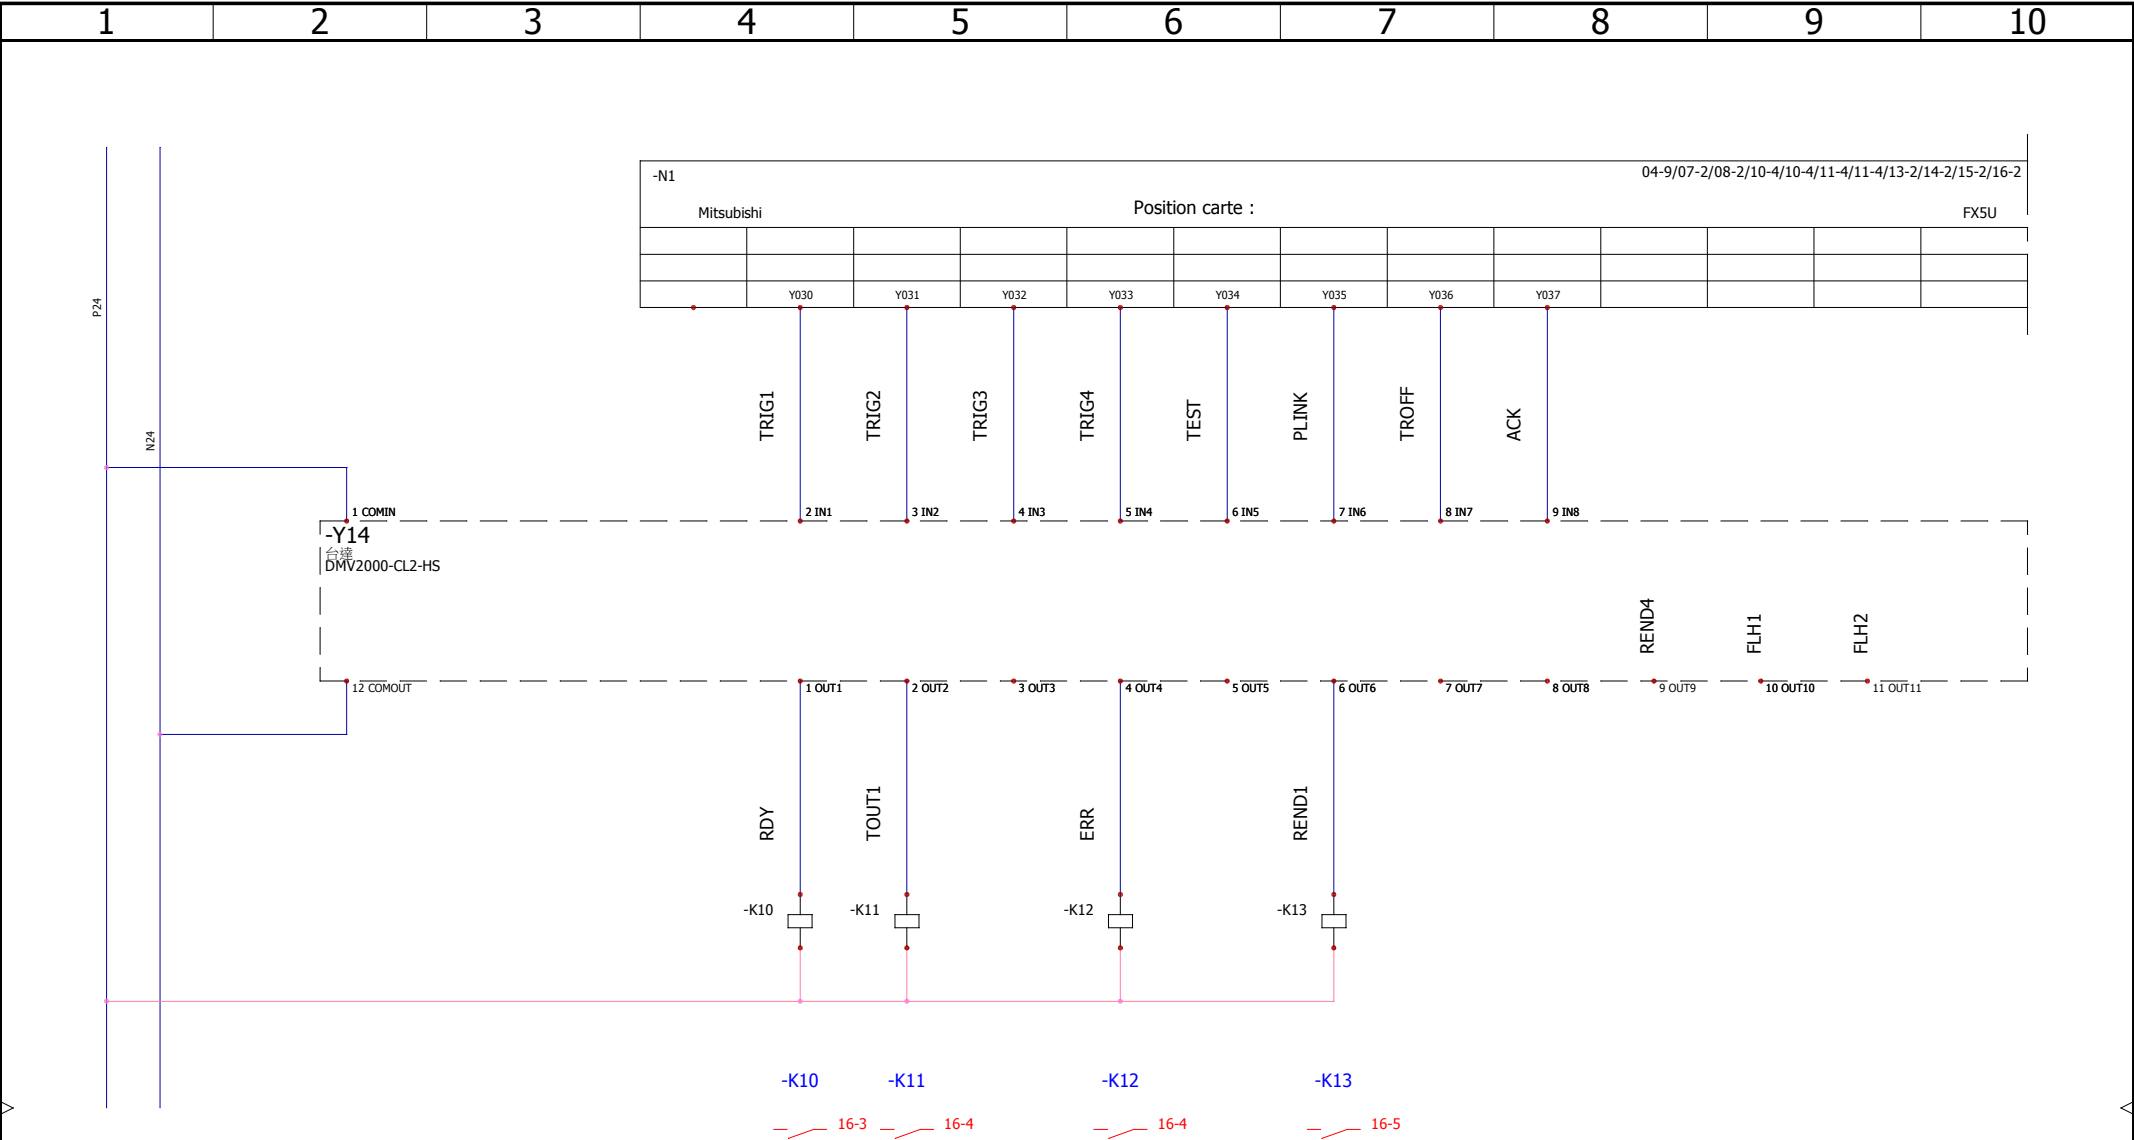 1 2 3 4 5 6 7 8 9 10
-N1 04-9/07-2/08-2/10-4/10-4/11-4/11-4/13-2/14-2/15-2/16-2
Mitsubishi Position carte : FX5U
Y030 Y031 Y032 Y033 Y034 Y035 Y036 Y037
P24
N24
TRIG1 TRIG2 TRIG3 TRIG4 TEST PLINK TROFF ACK
1 COMIN 2 IN1 3 IN2 4 IN3 5 IN4 6 IN5 7 IN6 8 IN7 9 IN8
-Y14
台達
DMV2000-CL2-HS
REND4 FLH1 FLH2
12 COMOUT 1 OUT1 2 OUT2 3 OUT3 4 OUT4 5 OUT5 6 OUT6 7 OUT7 8 OUT8 9 OUT9 10 OUT10 11 OUT11
RDY TOUT1 ERR REND1
-K10 -K11 -K12 -K13
-K10 -K11 -K12 -K13
16-3 16-4 16-4 16-5